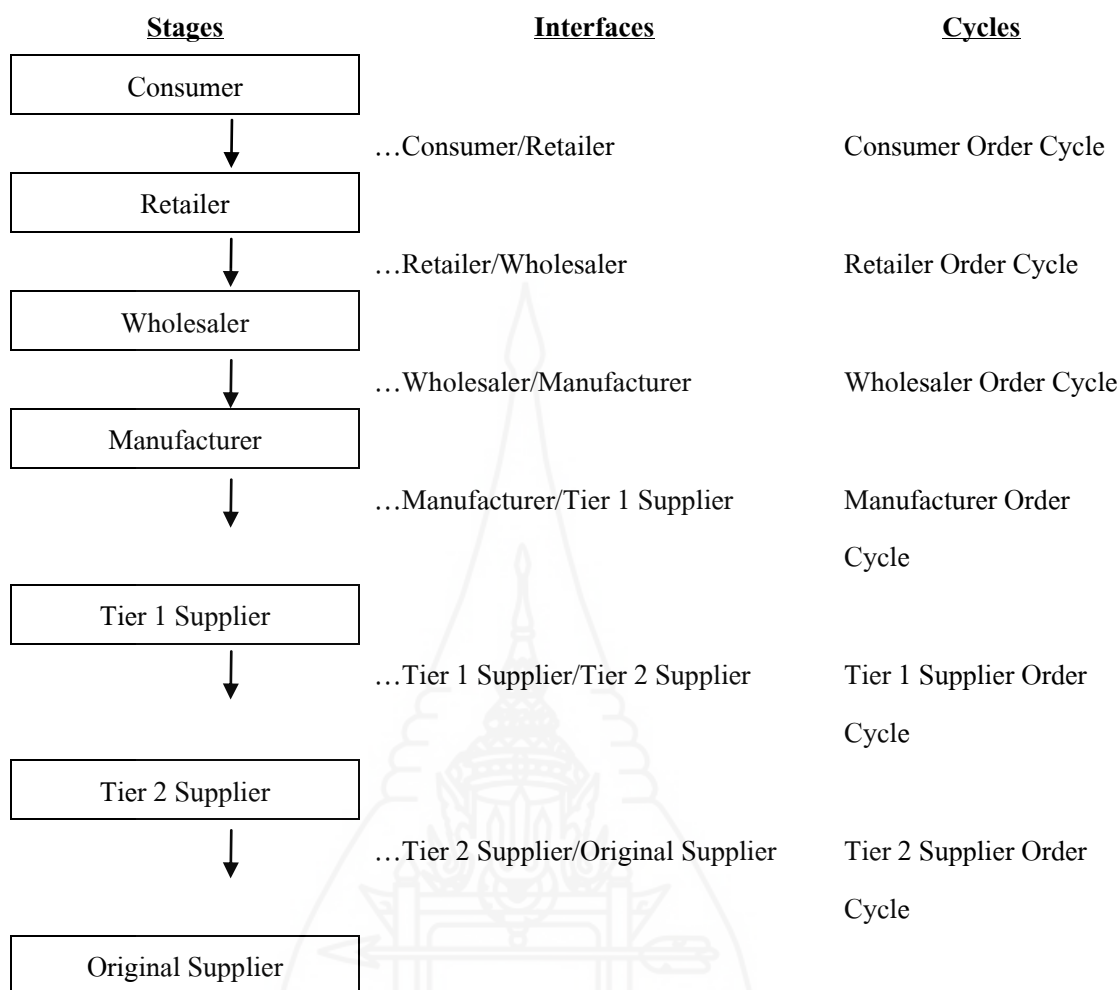 Stages Interfaces Cycles
Consumer
…Consumer/Retailer Consumer Order Cycle
Retailer
…Retailer/Wholesaler Retailer Order Cycle
Wholesaler
…Wholesaler/Manufacturer Wholesaler Order Cycle
Manufacturer
…Manufacturer/Tier 1 Supplier Manufacturer Order
Cycle
Tier 1 Supplier
…Tier 1 Supplier/Tier 2 Supplier Tier 1 Supplier Order
Cycle
Tier 2 Supplier
…Tier 2 Supplier/Original Supplier Tier 2 Supplier Order
Cycle
Original Supplier